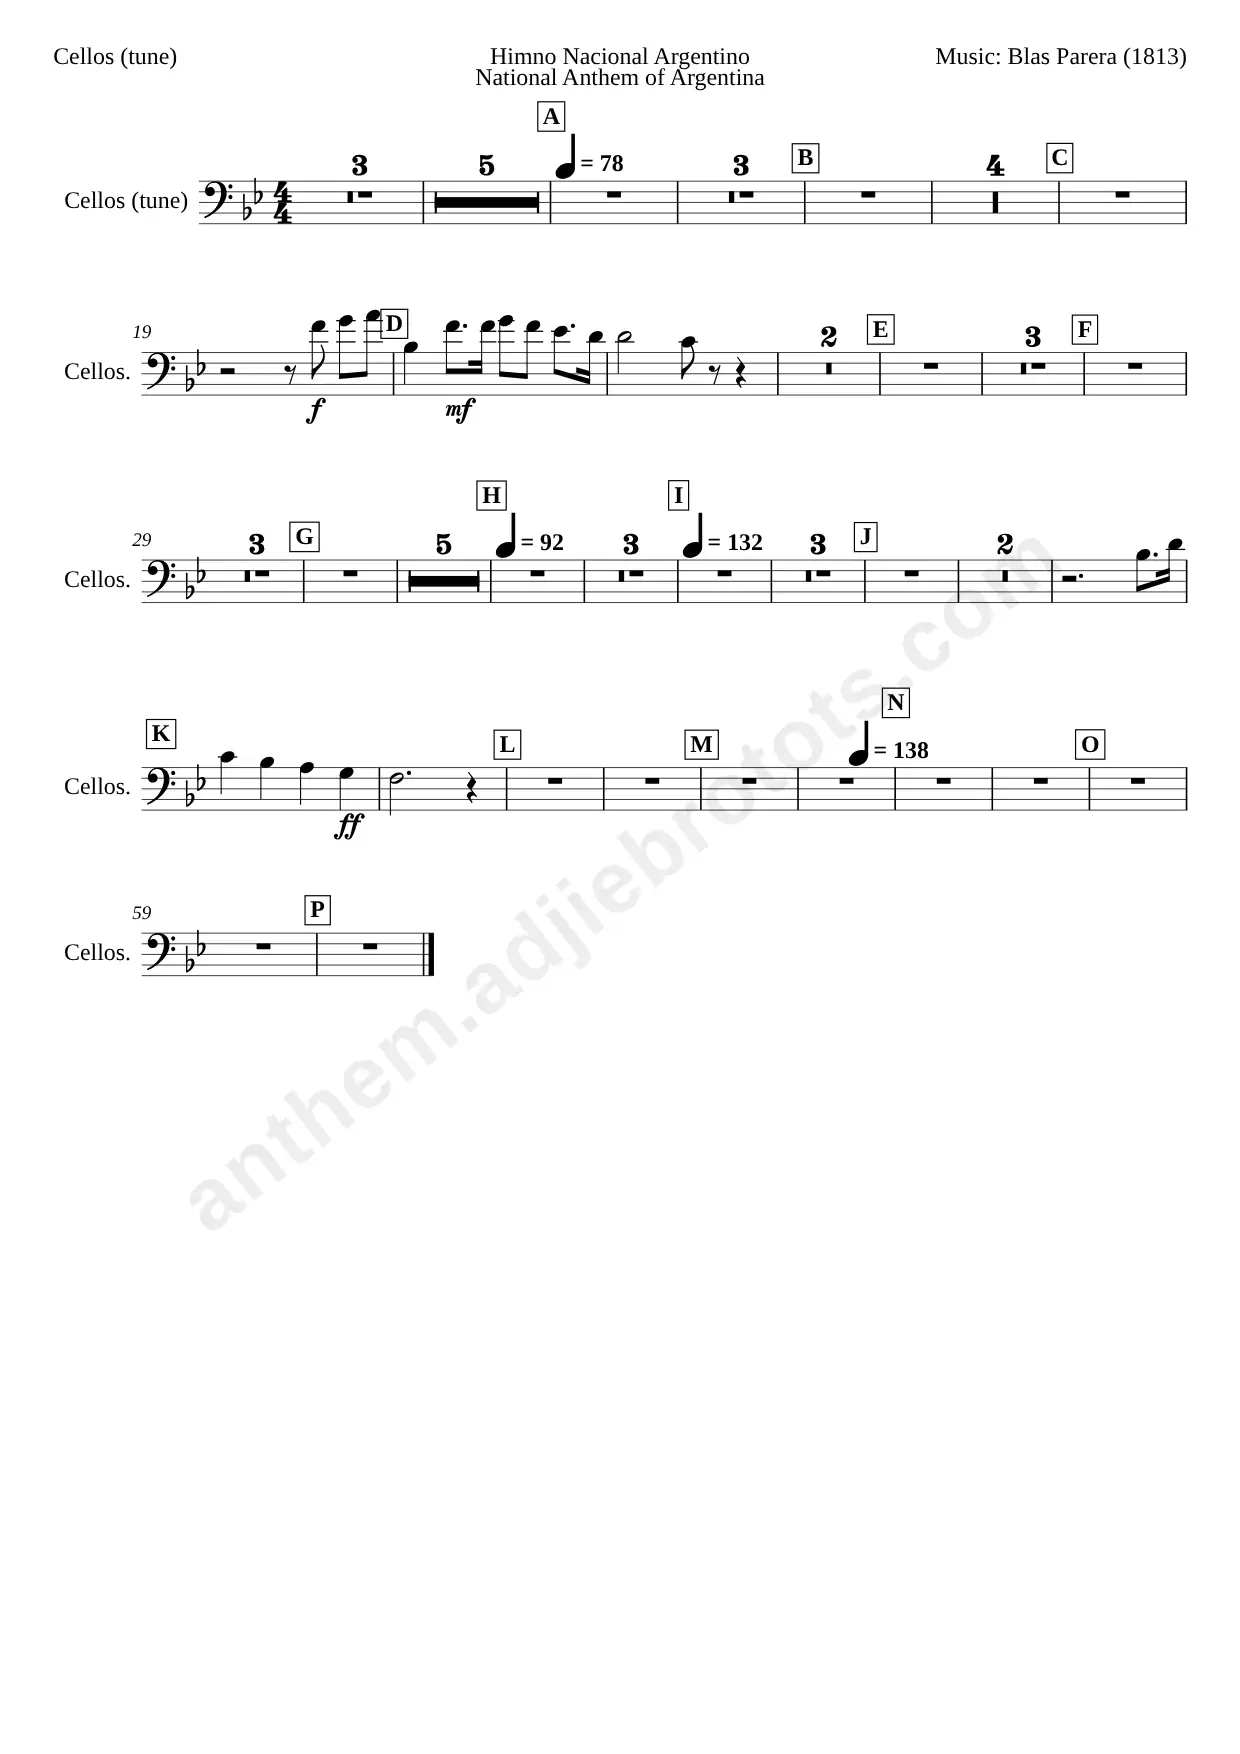 Cellos (tune) Himno Nacional Argentino Music: Blas Parera (1813)
National Anthem of Argentina
A
3 5 = 78 3 B 4 C
Cellos (tune) 4/4
19 D 2 E 3 F
Cellos. f mf
H I
29 3 G 5 = 92 3 = 132 3 J 2
Cellos.
N
K L M = 138 O
Cellos. ff
59 P
Cellos.
anthem.adjiebrotots.com